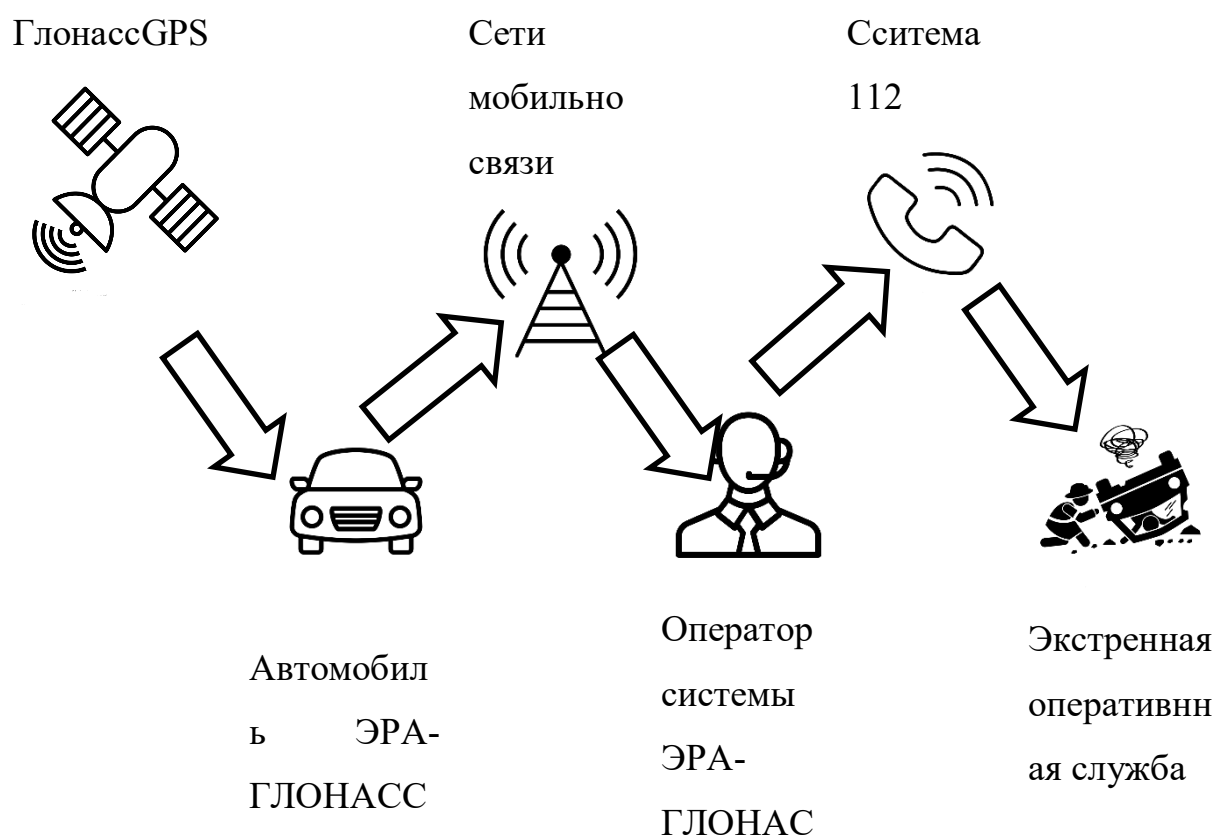 ГлонассGPS
Сети
мобильно
связи
Сситема
112
Автомобил
ь ЭРА-
ГЛОНАСС
Оператор
системы
ЭРА-
ГЛОНАС
Экстренная
оперативнн
ая служба